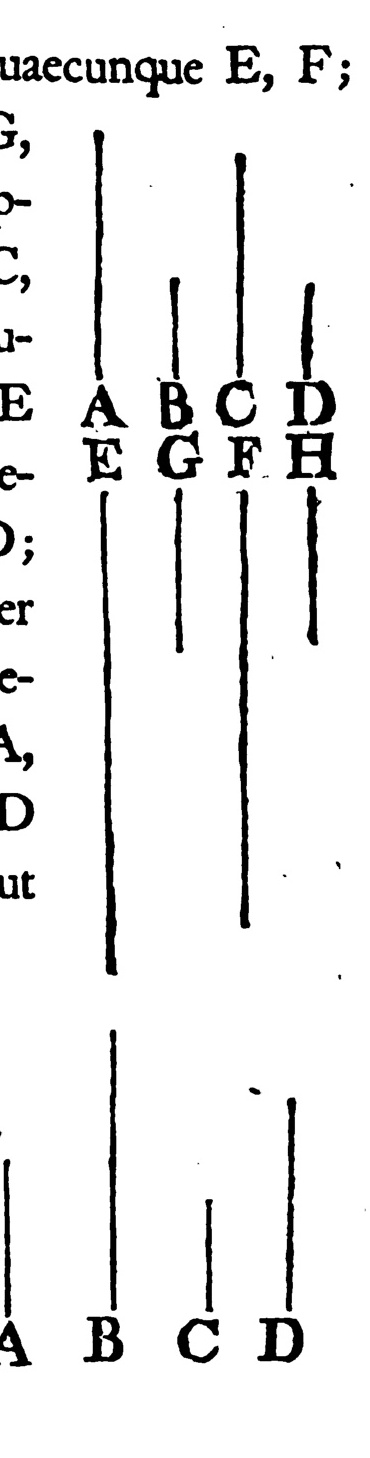 uaecunque E, F;
G,
o-
C,
u-
E A B C D
e- E G F H
D;
er
e-
A,
D
ut
A B C D